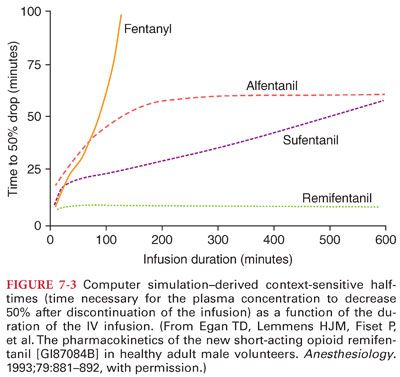 100
Fentanyl
75
Alfentanil
50
Sufentanil
25
Remifentanil
0
Time to 50% drop (minutes)
0 100 200 300 400 500 600
Infusion duration (minutes)
FIGURE 7-3 Computer simulation–derived context-sensitive half-
times (time necessary for the plasma concentration to decrease
50% after discontinuation of the infusion) as a function of the du-
ration of the IV infusion. (From Egan TD, Lemmens HJM, Fiset P,
et al. The pharmacokinetics of the new short-acting opioid remifen-
tanil [GI87084B] in healthy adult male volunteers. Anesthesiology.
1993;79:881–892, with permission.)